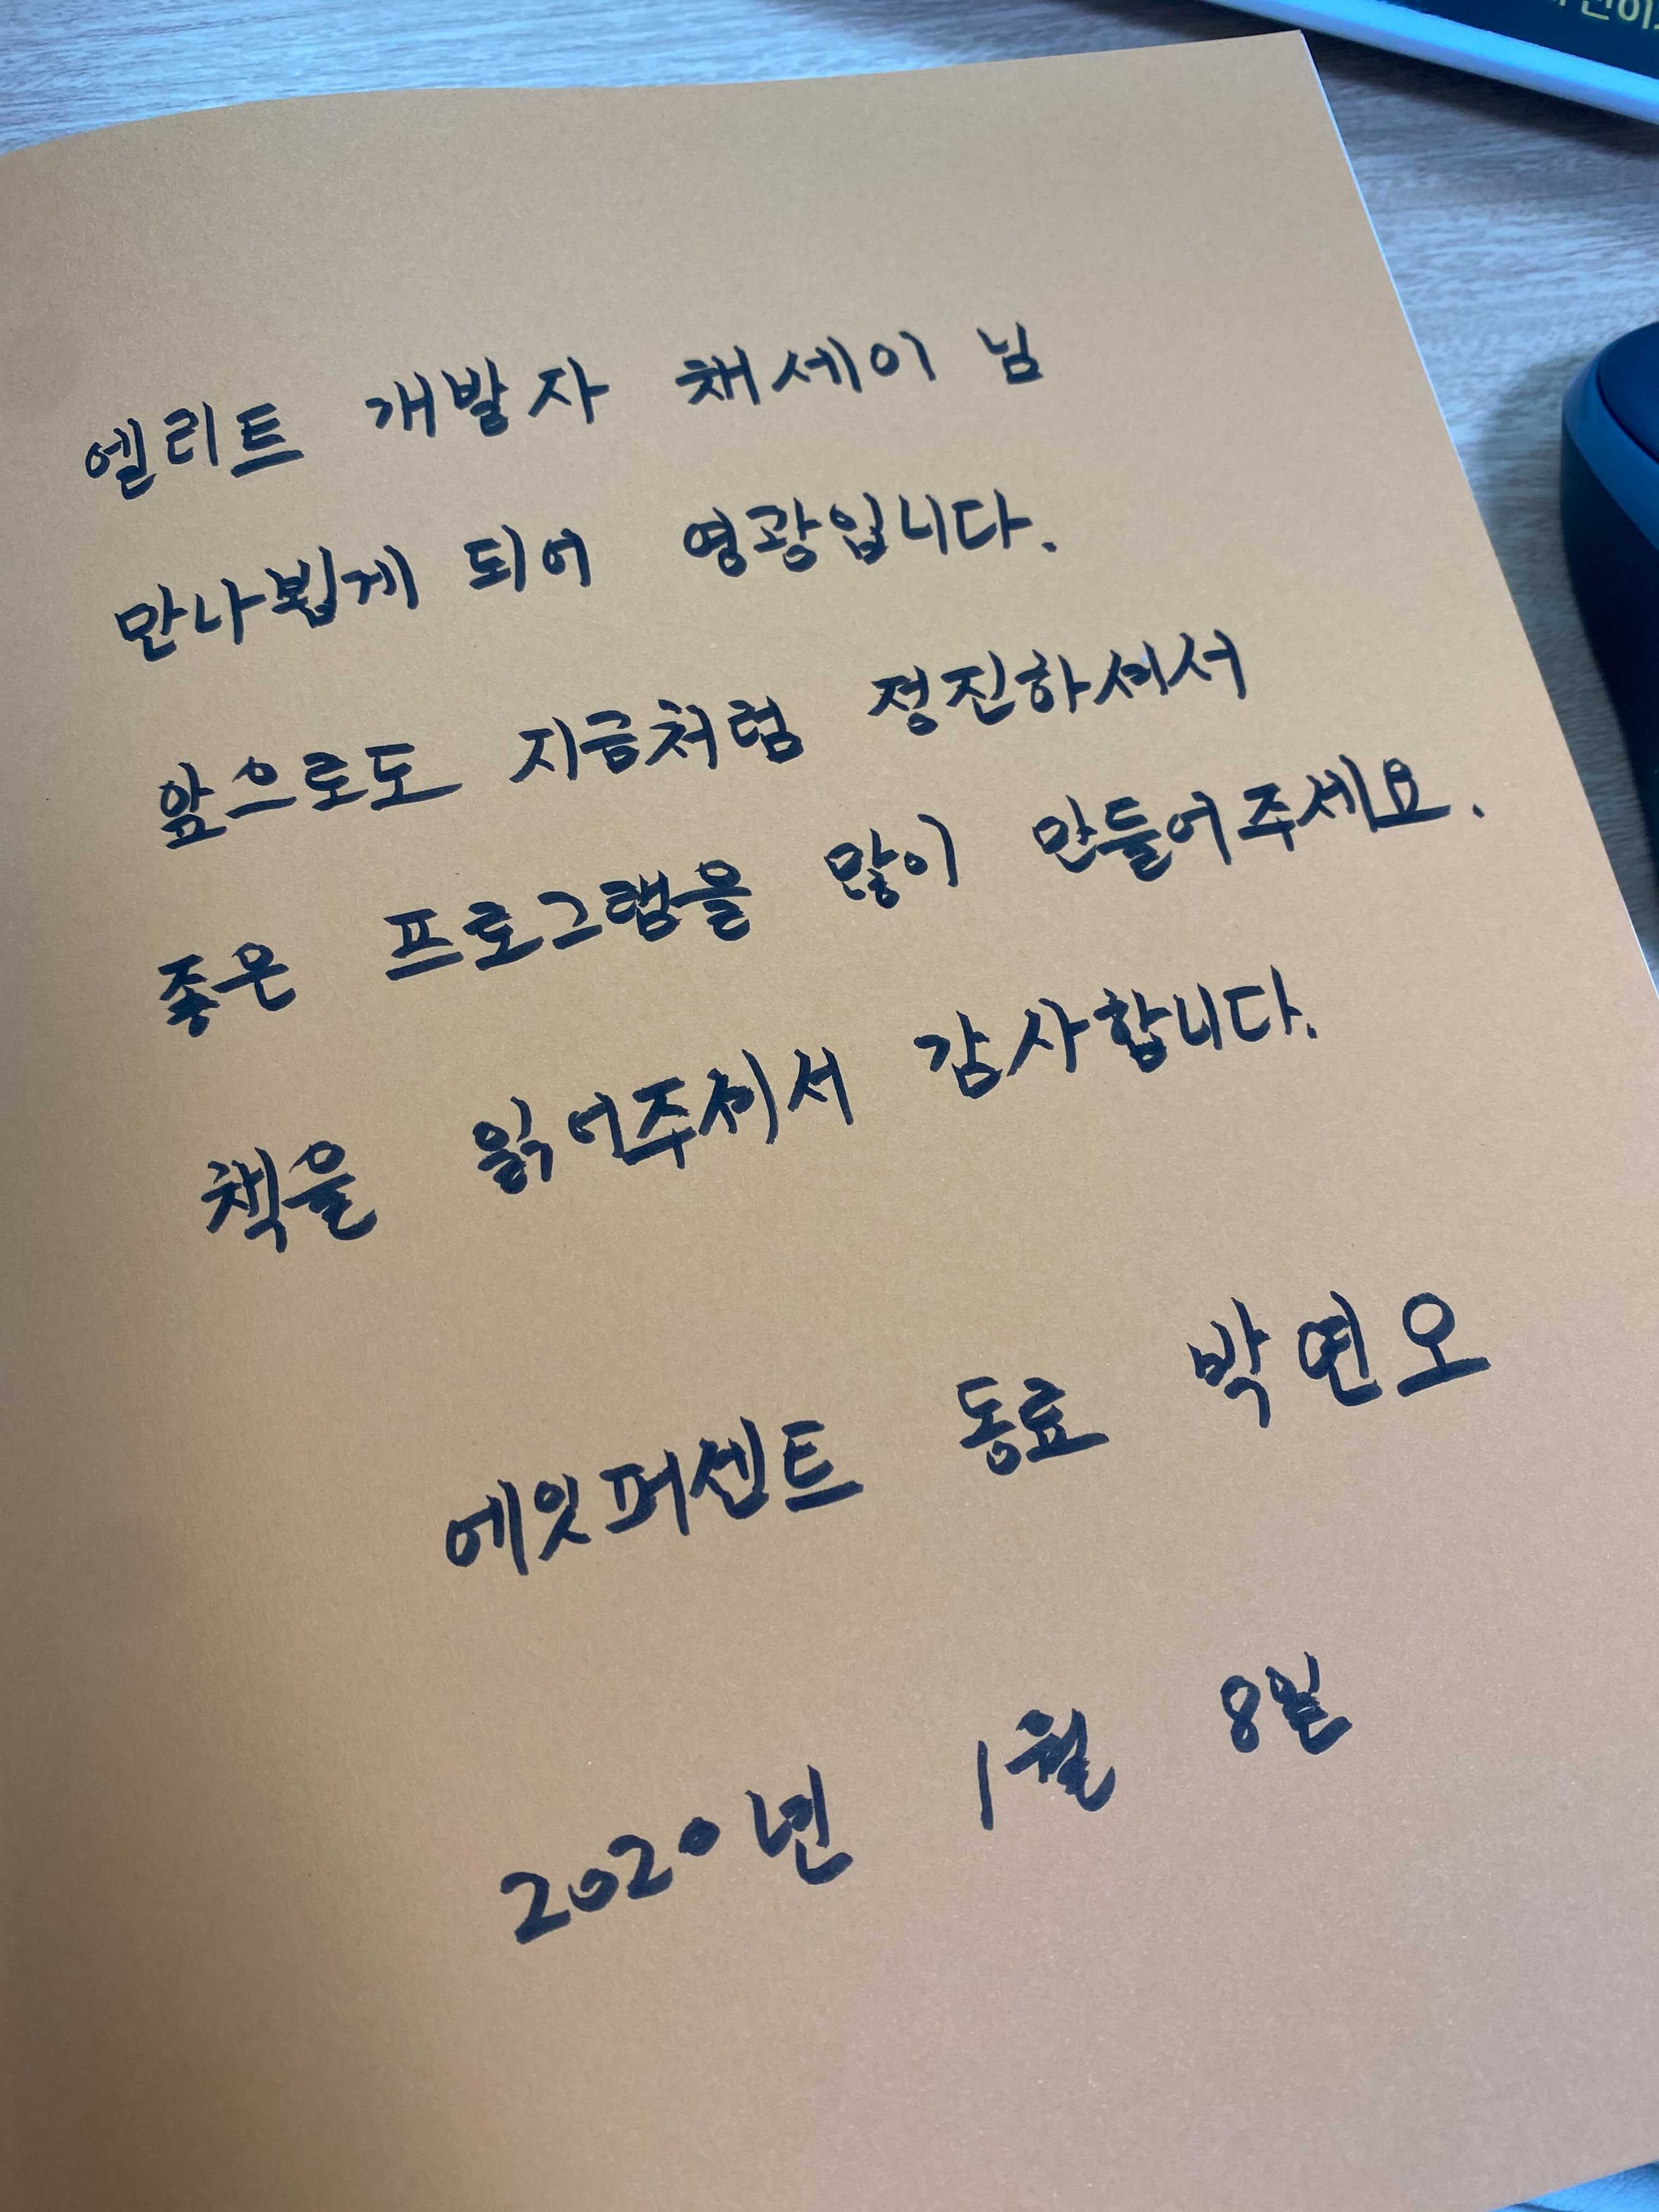 엘리트 개발자 채세이 님
만나뵙게 되어 영광입니다.
앞으로도 지금처럼 정진하셔서
좋은 프로그램을 많이 만들어주세요.
책을 읽어주셔서 감사합니다.
에잇퍼센트 동료 박연오
2020년 1월 8일